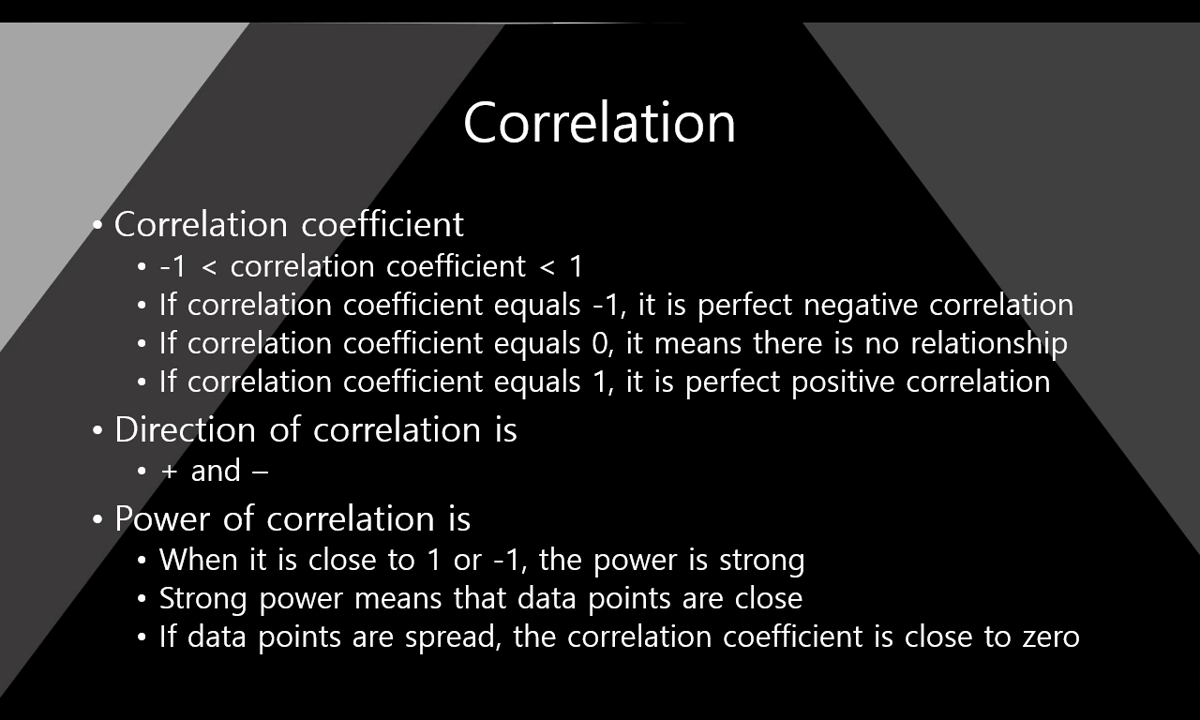 Correlation
• Correlation coefficient
• -1 < correlation coefficient < 1
• If correlation coefficient equals -1, it is perfect negative correlation
• If correlation coefficient equals 0, it means there is no relationship
• If correlation coefficient equals 1, it is perfect positive correlation
• Direction of correlation is
• + and –
• Power of correlation is
• When it is close to 1 or -1, the power is strong
• Strong power means that data points are close
• If data points are spread, the correlation coefficient is close to zero